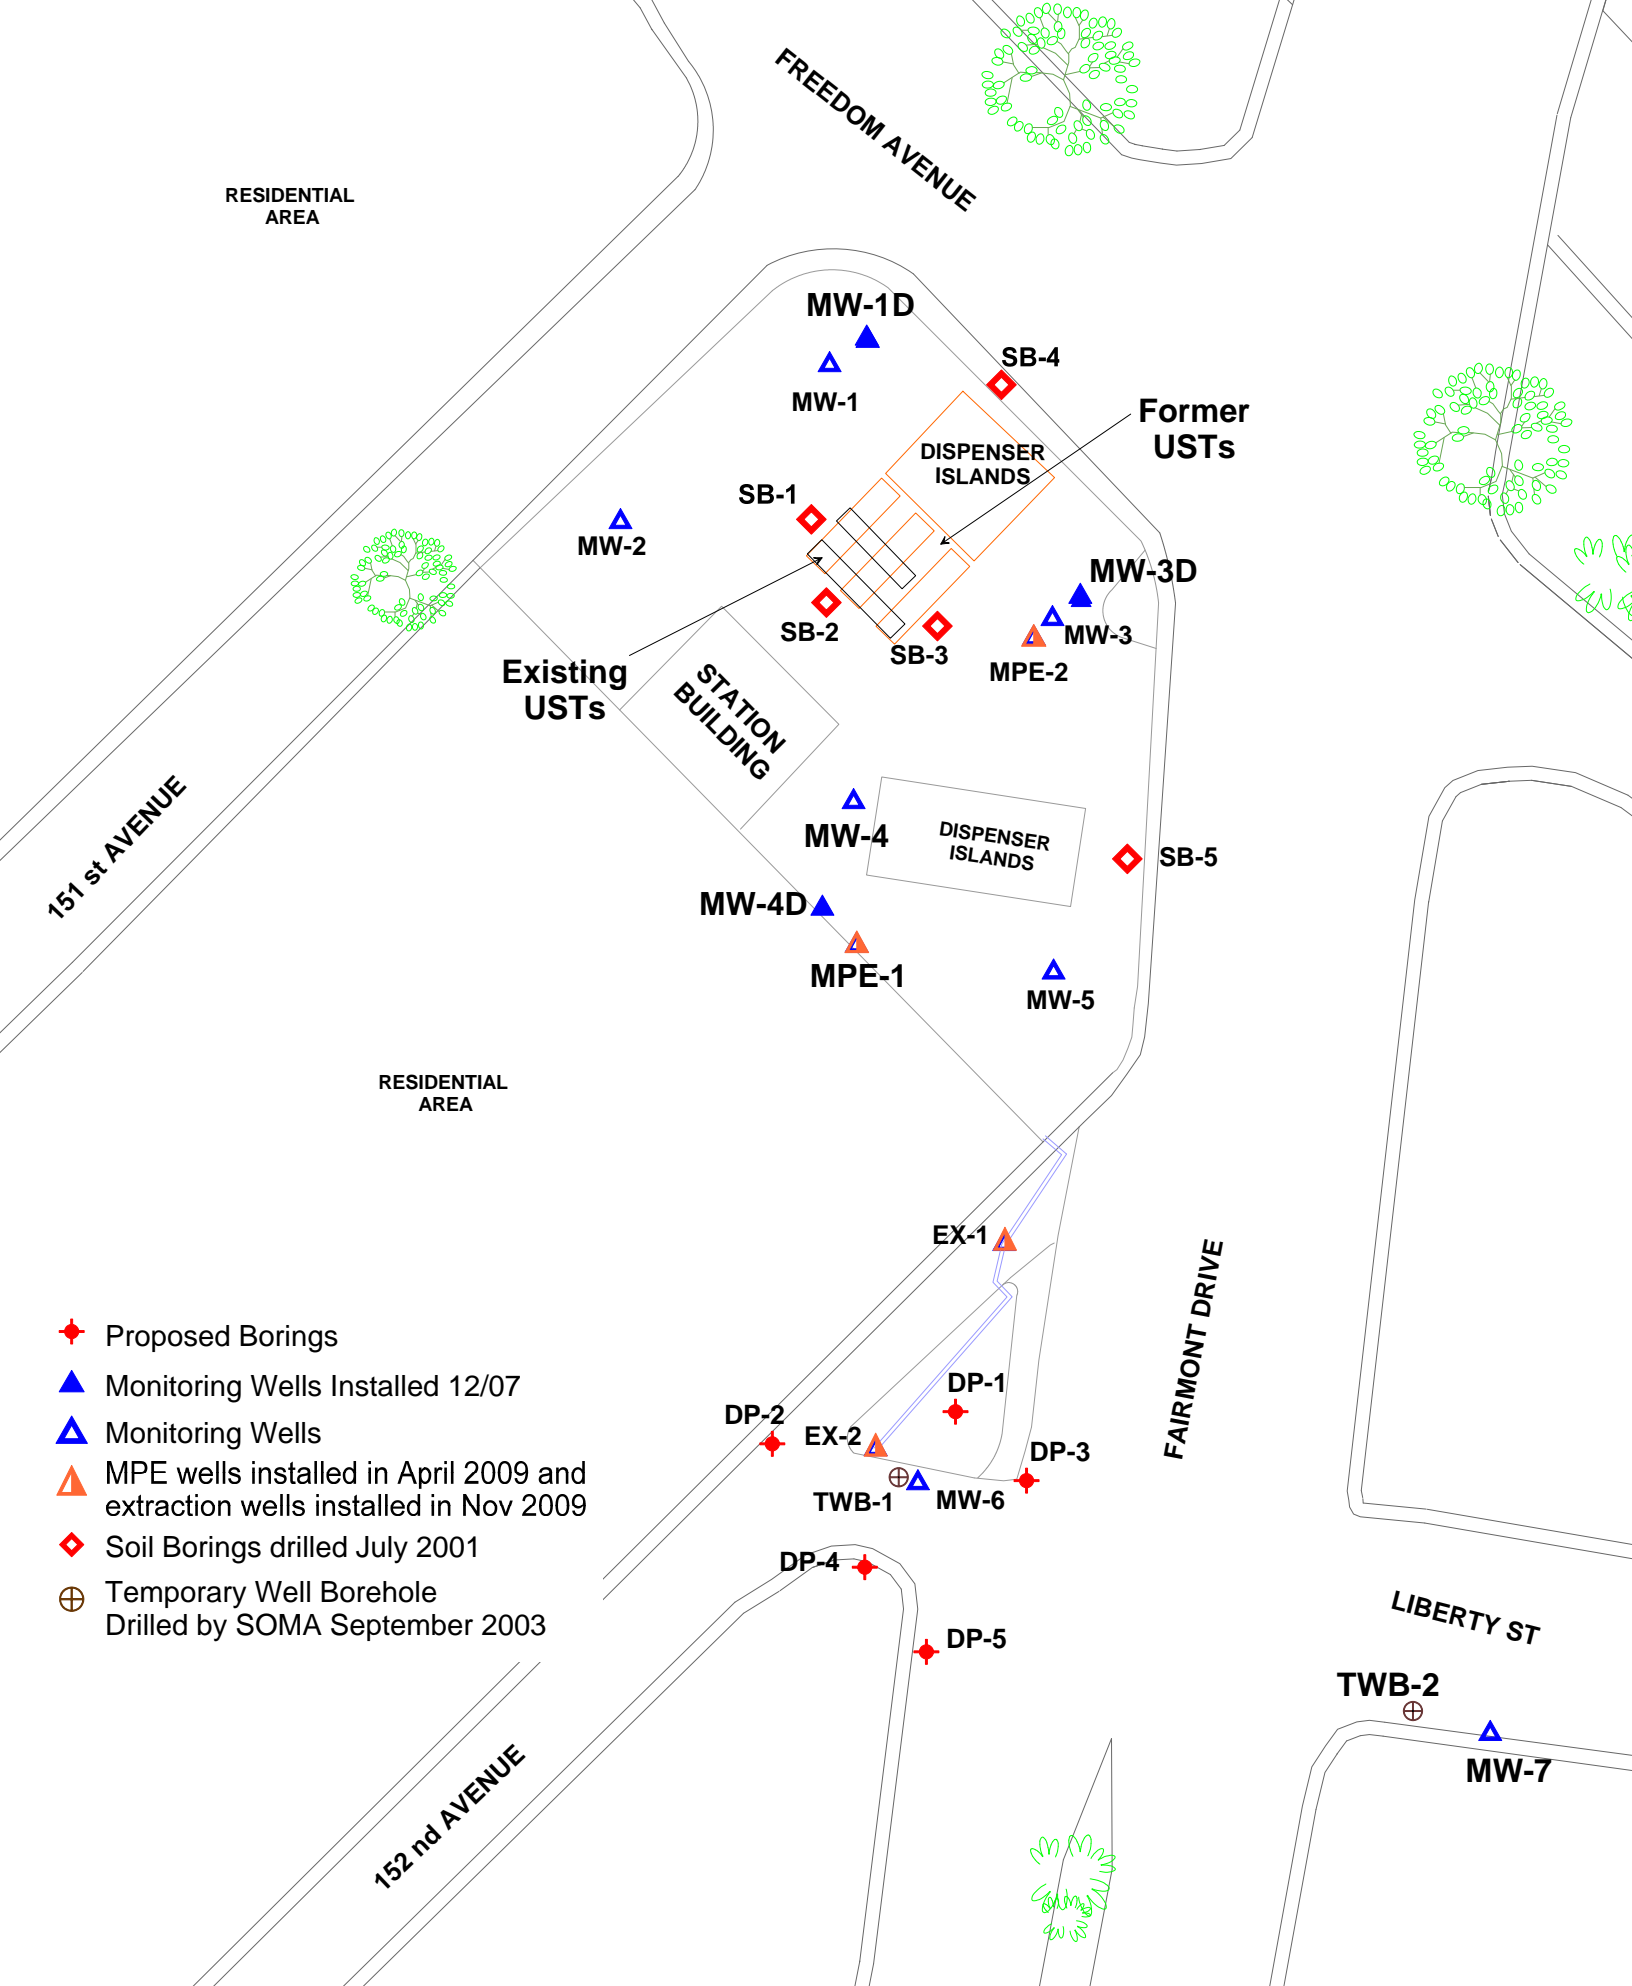 FREEDOM AVENUE
RESIDENTIAL
AREA
MW-1D
MW-1
SB-4
Former
USTs
DISPENSER
ISLANDS
SB-1
MW-2
MW-3D
SB-2
MW-3
SB-3
MPE-2
Existing
USTs
STATION
BUILDING
151 st AVENUE
MW-4
DISPENSER
ISLANDS
SB-5
MW-4D
MPE-1
MW-5
RESIDENTIAL
AREA
EX-1
FAIRMONT DRIVE
DP-1
DP-2
EX-2
DP-3
TWB-1
MW-6
DP-4
DP-5
LIBERTY ST
TWB-2
MW-7
152 nd AVENUE
Proposed Borings
Monitoring Wells Installed 12/07
Monitoring Wells
MPE wells installed in April 2009 and
extraction wells installed in Nov 2009
Soil Borings drilled July 2001
Temporary Well Borehole
Drilled by SOMA September 2003